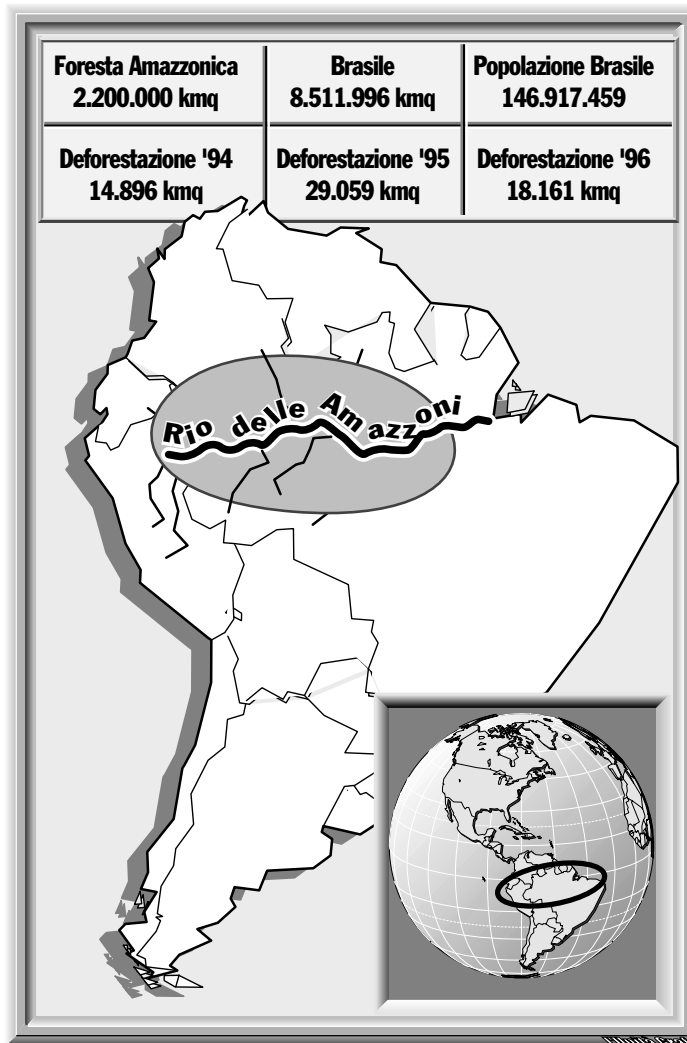 Foresta Amazzonica
2.200.000 kmq
Brasile
8.511.996 kmq
Popolazione Brasile
146.917.459
Deforestazione '94
14.896 kmq
Deforestazione '95
29.059 kmq
Deforestazione '96
18.161 kmq
Rio delle Amazzoni